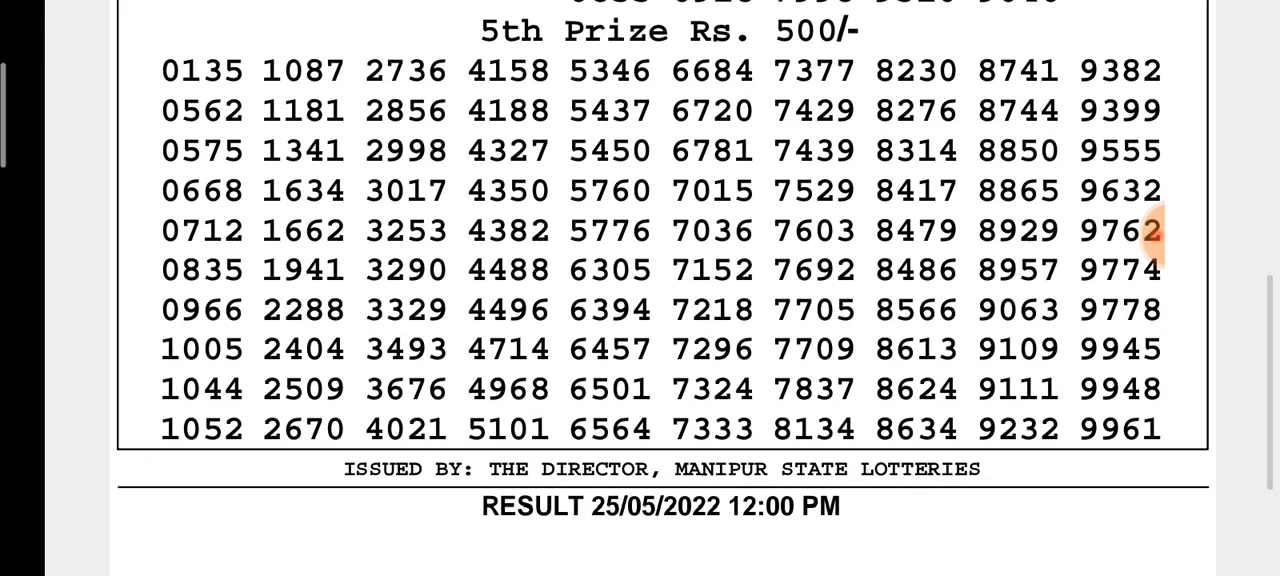 5th Prize Rs. 500/-
0135 1087 2736 4158 5346 6684 7377 8230 8741 9382
0562 1181 2856 4188 5437 6720 7429 8276 8744 9399
0575 1341 2998 4327 5450 6781 7439 8314 8850 9555
0668 1634 3017 4350 5760 7015 7529 8417 8865 9632
0712 1662 3253 4382 5776 7036 7603 8479 8929 9762
0835 1941 3290 4488 6305 7152 7692 8486 8957 9774
0966 2288 3329 4496 6394 7218 7705 8566 9063 9778
1005 2404 3493 4714 6457 7296 7709 8613 9109 9945
1044 2509 3676 4968 6501 7324 7837 8624 9111 9948
1052 2670 4021 5101 6564 7333 8134 8634 9232 9961
ISSUED BY: THE DIRECTOR, MANIPUR STATE LOTTERIES
RESULT 25/05/2022 12:00 PM